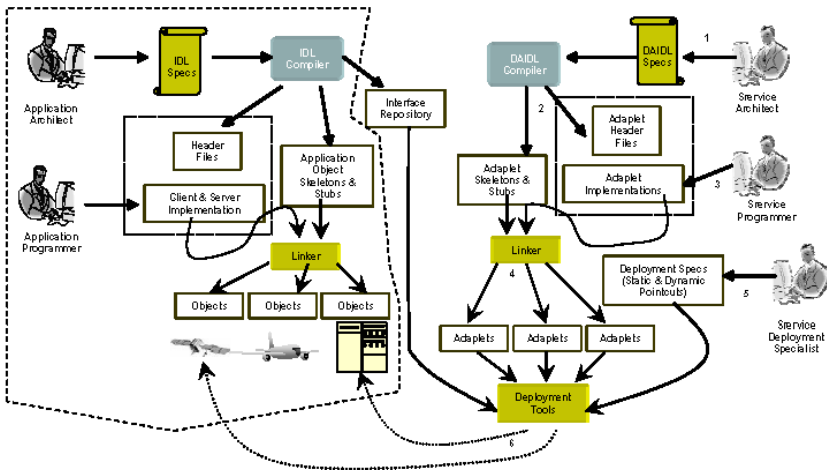 IDL
Specs
IDL
Compiler
Application
Architect
Interface
Repository
Header
Files
Application
Object
Skeletons &
Stubs
Client & Server
Implementation
Application
Programmer
Linker
Objects
Objects
Objects
DAIDL
Compiler
DAIDL
Specs
1
Srervice
Architect
2
Adaplet
Header
Files
Adaplet
Skeletons &
Stubs
Adaplet
Implementations
3
Srervice
Programmer
Linker
4
Deployment Specs
(Static & Dynamic
Pointcuts)
5
Srervice
Deployment
Specialist
Adaplets
Adaplets
Adaplets
Deployment
Tools
6